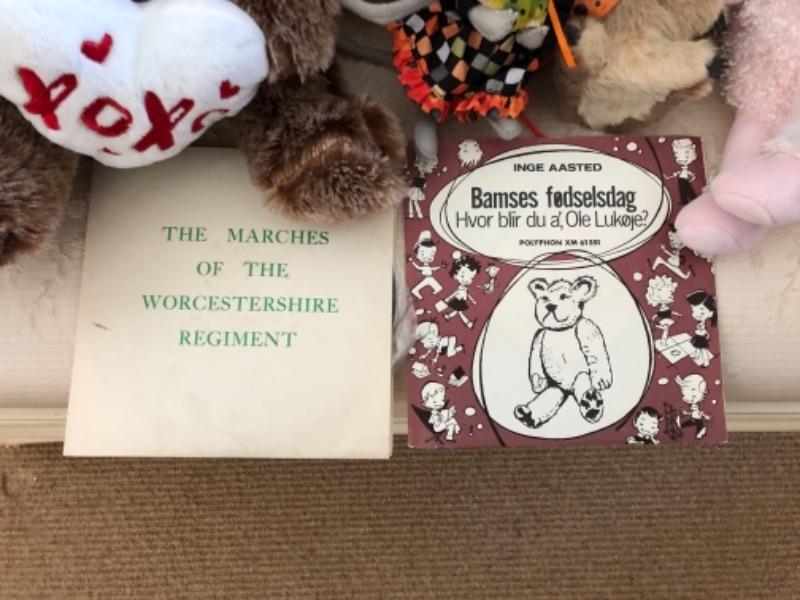 XOXO
THE MARCHES
OF THE
WORCESTERSHIRE
REGIMENT
INGE AASTED
Bamses fødselsdag
Hvor blir du a', Ole Lukøje?
POLYPHON XM 61551